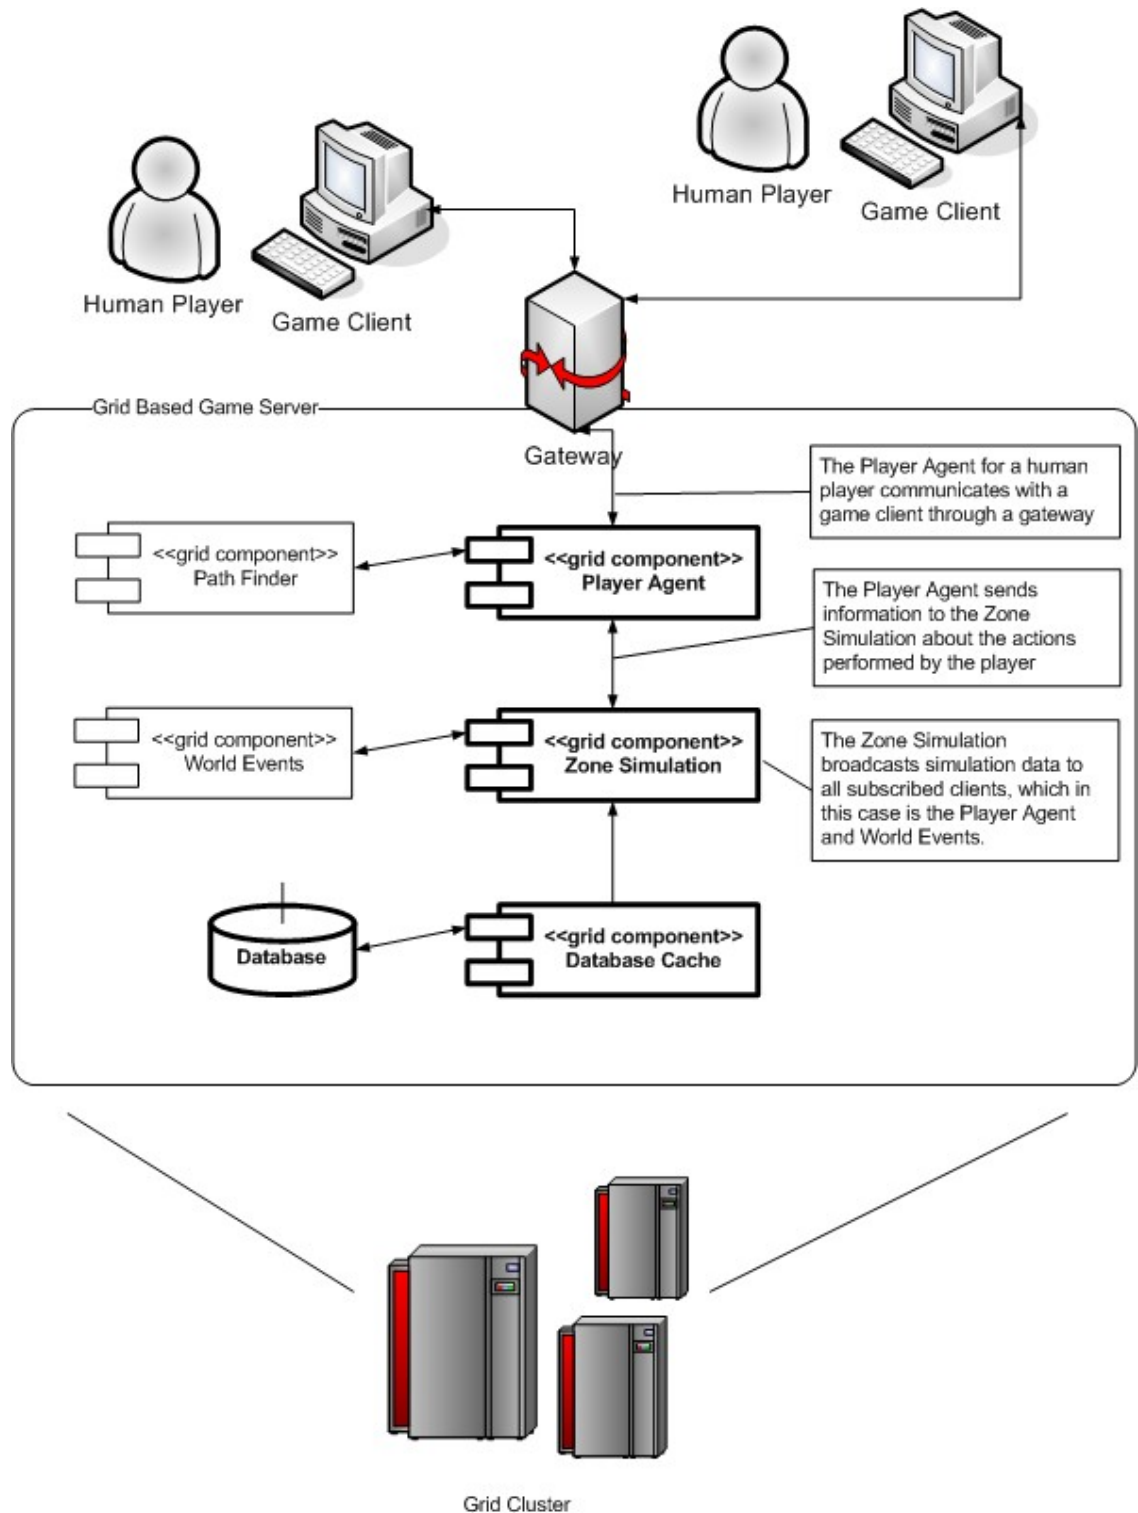 Human Player
Game Client
Human Player
Game Client
Grid Based Game Server
Gateway
The Player Agent for a human
player communicates with a
game client through a gateway
<<grid component>>
Path Finder
<<grid component>>
Player Agent
The Player Agent sends
information to the Zone
Simulation about the actions
performed by the player
<<grid component>>
World Events
<<grid component>>
Zone Simulation
The Zone Simulation
broadcasts simulation data to
all subscribed clients, which in
this case is the Player Agent
and World Events.
Database
<<grid component>>
Database Cache
Grid Cluster